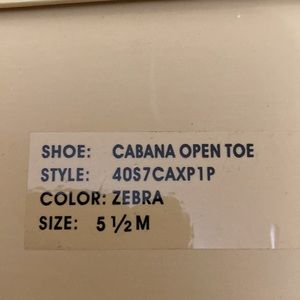 SHOE: CABANA OPEN TOE
STYLE: 40S7CAXP1P
COLOR: ZEBRA
SIZE: 5 1/2 M